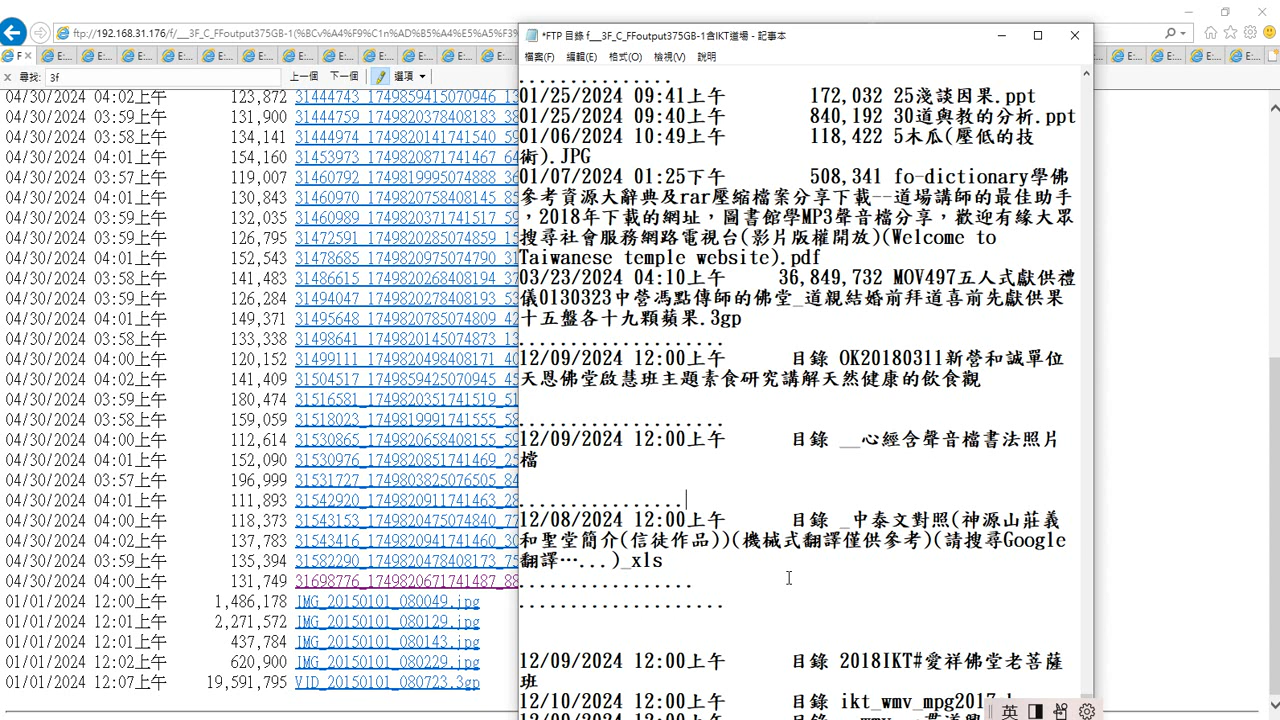 ftp://192.168.31.176/f/___3F_C_FFoutput375GB-1(%8Cv%A4%F9%C1n%AD%B5%A4%E5%A5%F
*FTP 目錄 f___3F_C_FFoutput375GB-1含IKT道場 - 記事本
檔案(F) 編輯(E) 格式(O) 檢視(V) 說明
尋找: 3f 上一個 下一個 選項
04/30/2024 04:02上午 123,872 31444743_1749859415070946_13
04/30/2024 03:59上午 131,900 31444759_1749820378408183_38
04/30/2024 03:58上午 134,141 31444974_1749820141741540_59
04/30/2024 04:01上午 154,160 31453973_1749820871741467_64
04/30/2024 03:57上午 119,007 31460792_1749819995074888_36
04/30/2024 04:01上午 130,843 31460970_1749820758408145_85
04/30/2024 03:59上午 132,035 31460989_1749820371741517_59
04/30/2024 03:59上午 126,795 31472591_1749820285074859_15
04/30/2024 04:01上午 152,543 31478685_1749820975074790_31
04/30/2024 03:58上午 141,483 31486615_1749820268408194_37
04/30/2024 03:59上午 126,284 31494047_1749820278408193_53
04/30/2024 04:01上午 149,371 31495648_1749820785074809_42
04/30/2024 03:58上午 133,338 31498641_1749820145074873_13
04/30/2024 04:00上午 120,152 31499111_1749820498408171_40
04/30/2024 04:02上午 141,409 31504517_1749859425070945_45
04/30/2024 03:59上午 180,474 31516581_1749820351741519_51
04/30/2024 03:58上午 159,059 31518023_1749819991741555_58
04/30/2024 04:00上午 112,614 31530865_1749820658408155_59
04/30/2024 04:01上午 152,090 31530976_1749820851741469_25
04/30/2024 03:57上午 196,999 31531727_1749803825076505_84
04/30/2024 04:01上午 111,893 31542920_1749820911741463_28
04/30/2024 04:00上午 118,373 31543153_1749820475074840_77
04/30/2024 04:02上午 137,783 31543416_1749820941741460_30
04/30/2024 03:59上午 135,394 31582290_1749820478408173_75
04/30/2024 04:00上午 131,749 31698776_1749820671741487_88
01/01/2024 12:00上午 1,486,178 IMG_20150101_080049.jpg
01/01/2024 12:01上午 2,271,572 IMG_20150101_080129.jpg
01/01/2024 12:01上午 437,784 IMG_20150101_080143.jpg
01/01/2024 12:02上午 620,900 IMG_20150101_080229.jpg
01/01/2024 12:07上午 19,591,795 VID_20150101_080723.3gp
...............
01/25/2024 09:41上午 172,032 25淺談因果.ppt
01/25/2024 09:40上午 840,192 30道與教的分析.ppt
01/06/2024 10:49上午 118,422 5木瓜(壓低的技
術).JPG
01/07/2024 01:25下午 508,341 fo-dictionary學佛
參考資源大辭典及rar壓縮檔案分享下載--道場講師的最佳助手
，2018年下載的網址，圖書館學MP3聲音檔分享，歡迎有緣大眾
搜尋社會服務網路電視台(影片版權開放)(Welcome to
Taiwanese temple website).pdf
03/23/2024 04:10上午 36,849,732 MOV497五人式獻供禮
儀0130323中營馮點傳師的佛堂_道親結婚前拜道喜前先獻供果
十五盤各十九顆蘋果.3gp
....................
12/09/2024 12:00上午 目錄 OK20180311新營和誠單位
天恩佛堂啟慧班主題素食研究講解天然健康的飲食觀
....................
12/09/2024 12:00上午 目錄 __心經含聲音檔書法照片
檔
................
12/08/2024 12:00上午 目錄 _中泰文對照(神源山莊義
和聖堂簡介(信徒作品))(機械式翻譯僅供參考)(請搜尋Google
翻譯…...)_xls
.................
....................
12/09/2024 12:00上午 目錄 2018IKT#愛祥佛堂老菩薩
班
12/10/2024 12:00上午 目錄 ikt_wmv_mpg2017
英